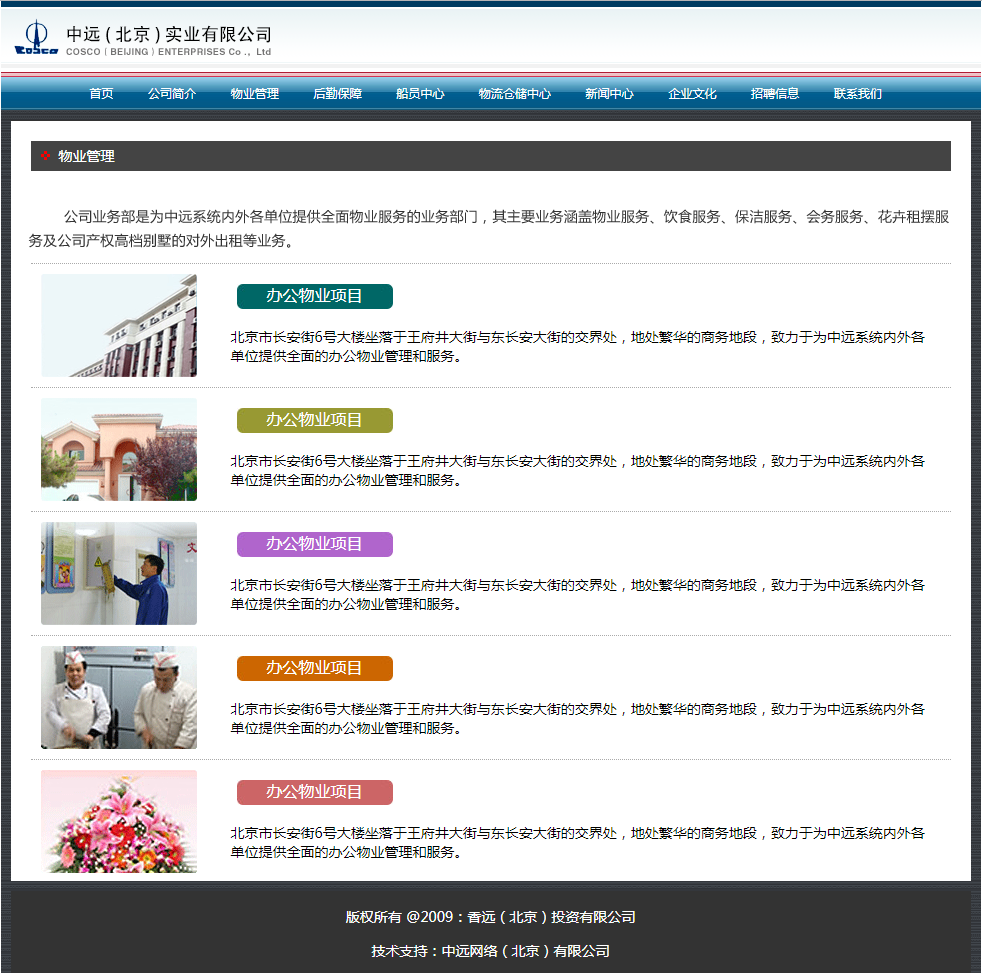 中远（北京）实业有限公司
COSCO
COSCO（BEIJING）ENTERPRISES Co ., Ltd
首页 公司简介 物业管理 后勤保障 船员中心 物流仓储中心 新闻中心 企业文化 招聘信息 联系我们
物业管理
公司业务部是为中远系统内外各单位提供全面物业服务的业务部门，其主要业务涵盖物业服务、饮食服务、保洁服务、会务服务、花卉租摆服
务及公司产权高档别墅的对外出租等业务。
办公物业项目
北京市长安街6号大楼坐落于王府井大街与东长安大街的交界处，地处繁华的商务地段，致力于为中远系统内外各
单位提供全面的办公物业管理和服务。
办公物业项目
北京市长安街6号大楼坐落于王府井大街与东长安大街的交界处，地处繁华的商务地段，致力于为中远系统内外各
单位提供全面的办公物业管理和服务。
文
办公物业项目
北京市长安街6号大楼坐落于王府井大街与东长安大街的交界处，地处繁华的商务地段，致力于为中远系统内外各
单位提供全面的办公物业管理和服务。
办公物业项目
北京市长安街6号大楼坐落于王府井大街与东长安大街的交界处，地处繁华的商务地段，致力于为中远系统内外各
单位提供全面的办公物业管理和服务。
办公物业项目
北京市长安街6号大楼坐落于王府井大街与东长安大街的交界处，地处繁华的商务地段，致力于为中远系统内外各
单位提供全面的办公物业管理和服务。
版权所有 @2009：香远（北京）投资有限公司
技术支持：中远网络（北京）有限公司